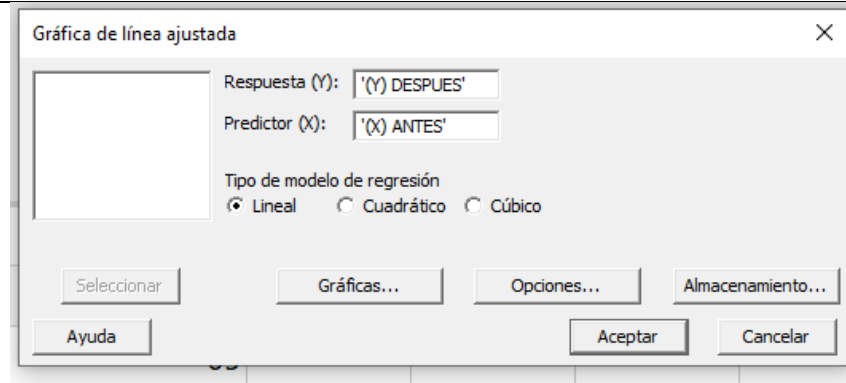 Gráfica de línea ajustada
Respuesta (Y): '(Y) DESPUES'
Predictor (X): '(X) ANTES'
Tipo de modelo de regresión
Lineal Cuadrático Cúbico
Seleccionar Gráficas... Opciones... Almacenamiento...
Ayuda Aceptar Cancelar